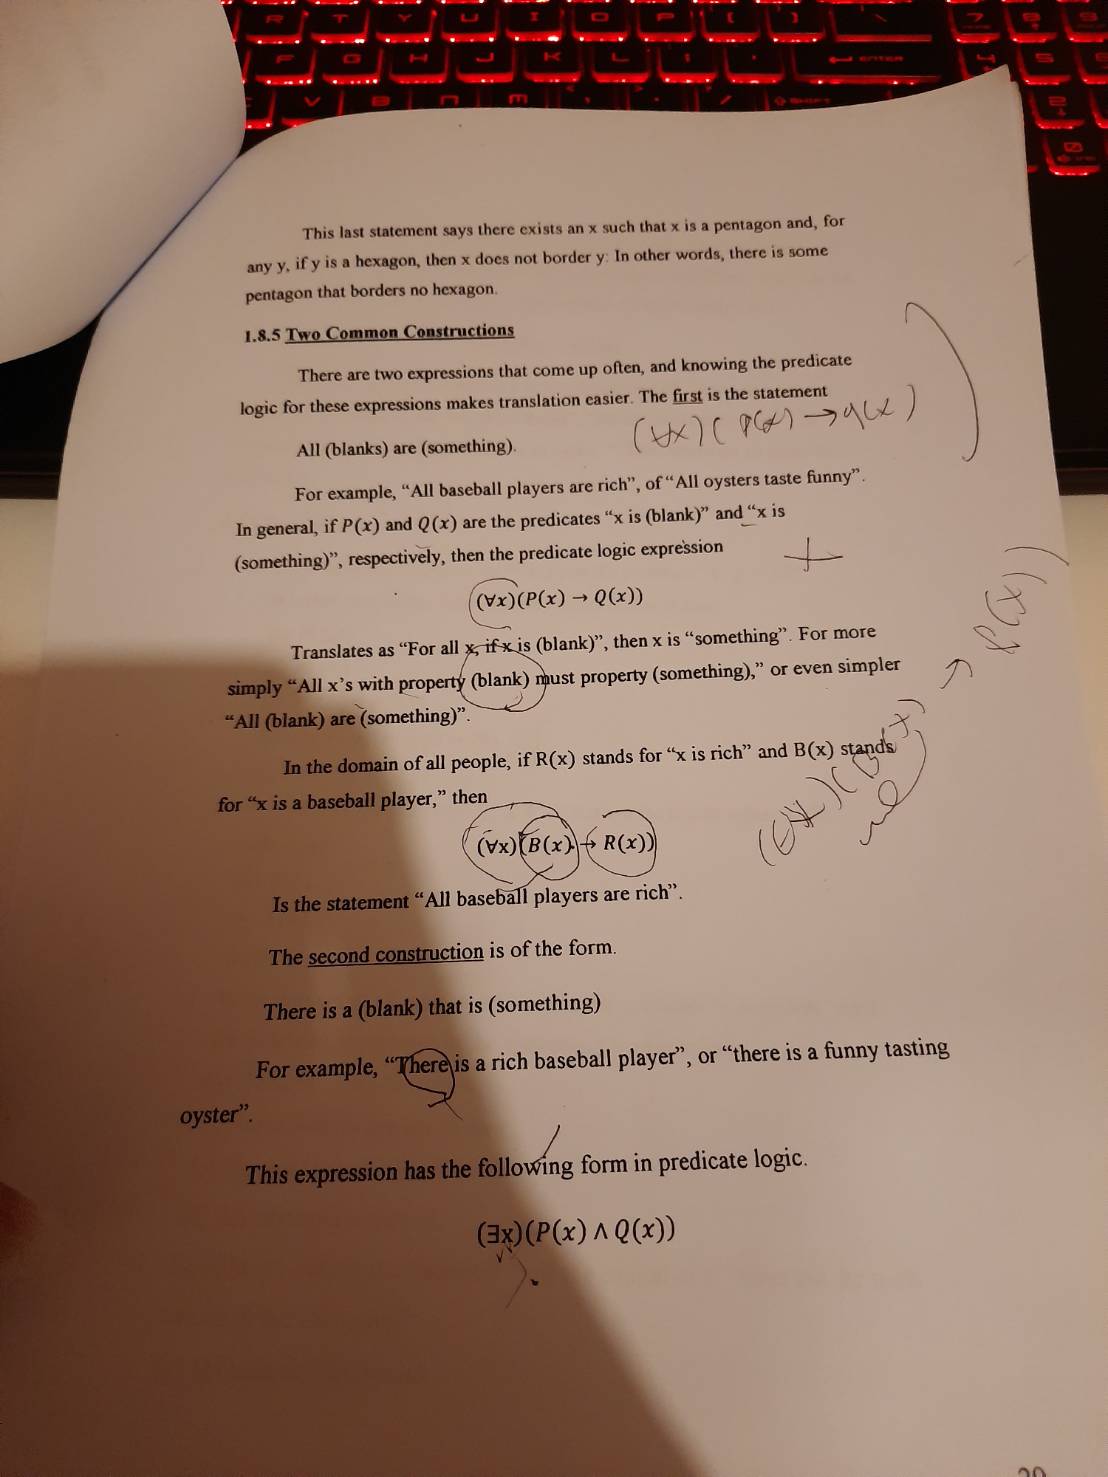 This last statement says there exists an x such that x is a pentagon and, for
any y, if y is a hexagon, then x does not border y: In other words, there is some
pentagon that borders no hexagon.
1.8.5 Two Common Constructions
There are two expressions that come up often, and knowing the predicate
logic for these expressions makes translation easier. The first is the statement
(∀x)(P(x)→q(x)
All (blanks) are (something).
For example, “All baseball players are rich”, of “All oysters taste funny”.
In general, if P(x) and Q(x) are the predicates “x is (blank)” and “x is
(something)”, respectively, then the predicate logic expression
(∀x)(P(x) → Q(x))
Translates as “For all x, if x is (blank)”, then x is “something”. For more
simply “All x’s with property (blank) must property (something),” or even simpler
“All (blank) are (something)”.
In the domain of all people, if R(x) stands for “x is rich” and B(x) stands
for “x is a baseball player,” then
(∀x)(B(x) → R(x))
Is the statement “All baseball players are rich”.
The second construction is of the form.
There is a (blank) that is (something)
For example, “There is a rich baseball player”, or “there is a funny tasting
oyster”.
This expression has the following form in predicate logic.
(∃x)(P(x) ∧ Q(x))